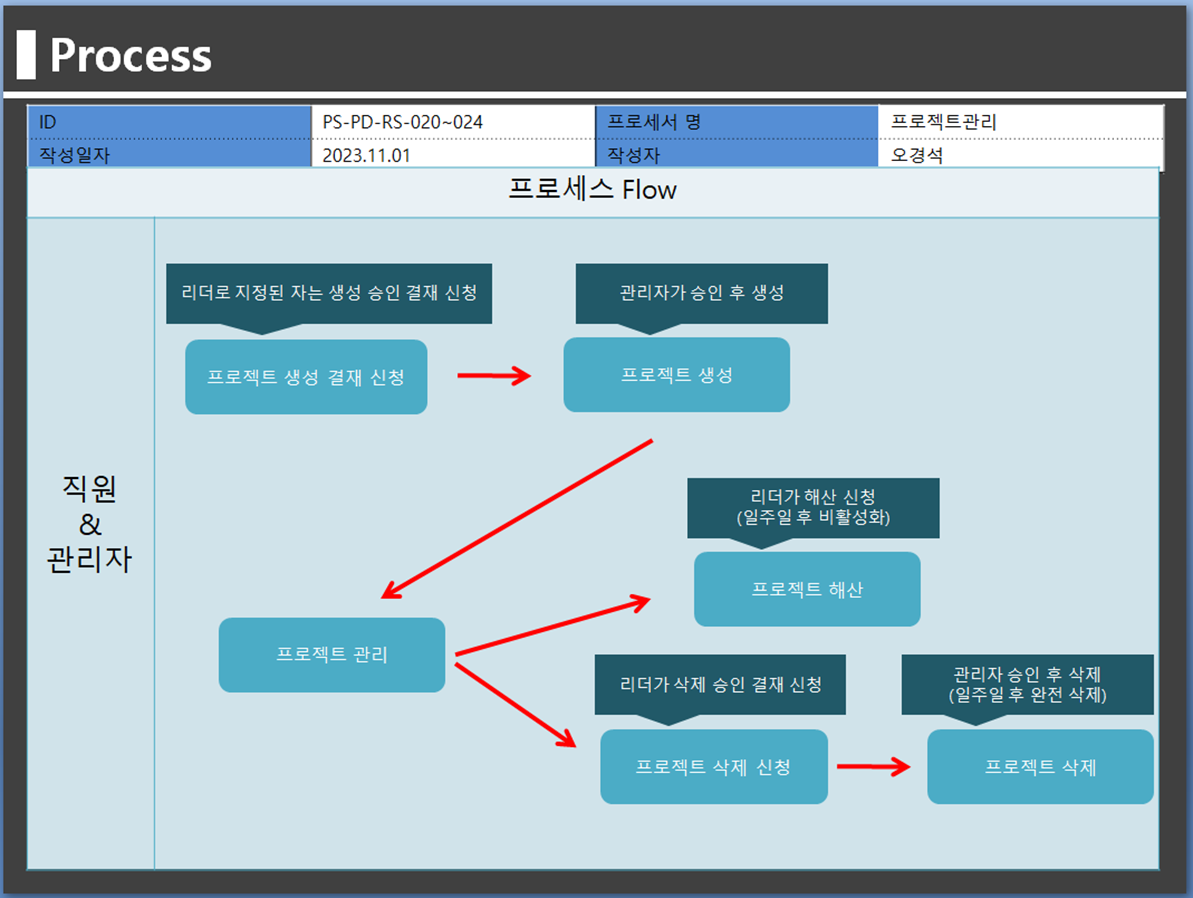 Process
ID
PS-PD-RS-020~024
프로세서 명
프로젝트관리
작성일자
2023.11.01
작성자
오경석
프로세스 Flow
직원
&
관리자
리더로 지정된 자는 생성 승인 결재 신청
관리자가 승인 후 생성
프로젝트 생성 결재 신청
프로젝트 생성
리더가 해산 신청
(일주일 후 비활성화)
프로젝트 해산
프로젝트 관리
리더가 삭제 승인 결재 신청
관리자 승인 후 삭제
(일주일 후 완전 삭제)
프로젝트 삭제 신청
프로젝트 삭제